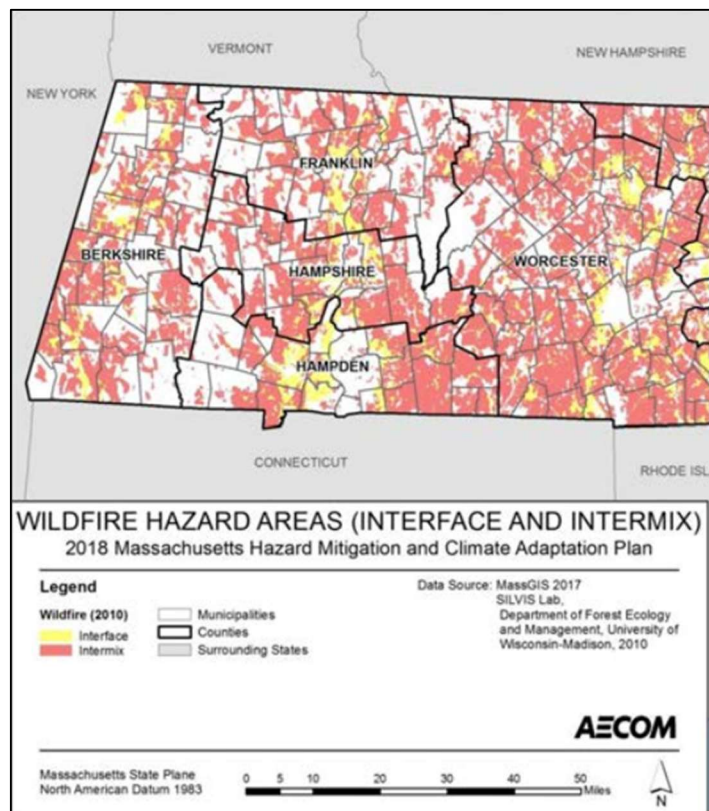 VERMONT
NEW HAMPSHIRE
NEW YORK
FRANKLIN
BERKSHIRE
HAMPSHIRE
WORCESTER
HAMPDEN
CONNECTICUT
RHODE ISL
WILDFIRE HAZARD AREAS (INTERFACE AND INTERMIX)
2018 Massachusetts Hazard Mitigation and Climate Adaptation Plan
Legend
Wildfire (2010)
Interface
Intermix
Municipalities
Counties
Surrounding States
Data Source: MassGIS 2017
SILVIS Lab,
Department of Forest Ecology
and Management, University of
Wisconsin-Madison, 2010
AECOM
Massachusetts State Plane
North American Datum 1983
0 5 10 20 30 40 50
Miles
N